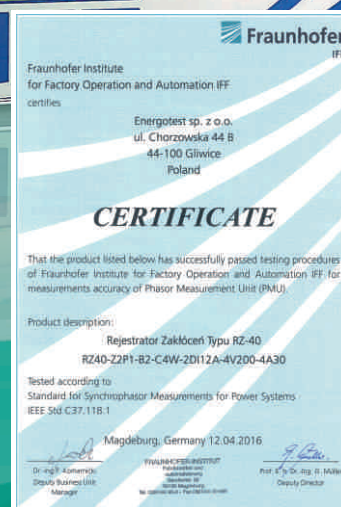 Fraunhofer
IFF
Fraunhofer Institute
for Factory Operation and Automation IFF
certifies
Energotest sp. z o.o.
ul. Chorzowska 44 B
44-100 Gliwice
Poland
CERTIFICATE
That the product listed below has successfully passed testing procedures
of Fraunhofer Institute for Factory Operation and Automation IFF for
measurements accuracy of Phasor Measurement Unit (PMU).
Product description:
Rejestrator Zakłóceń Typu RZ-40
RZ40-Z2P1-B2-C4W-2DI12A-4V200-4A30
Tested according to
Standard for Synchrophasor Measurements for Power Systems
IEEE Std C37.118.1
Magdeburg, Germany 12.04.2016
FRAUNHOFER-INSTITUT
Deputy Business Unit
Manager
Deputy Director